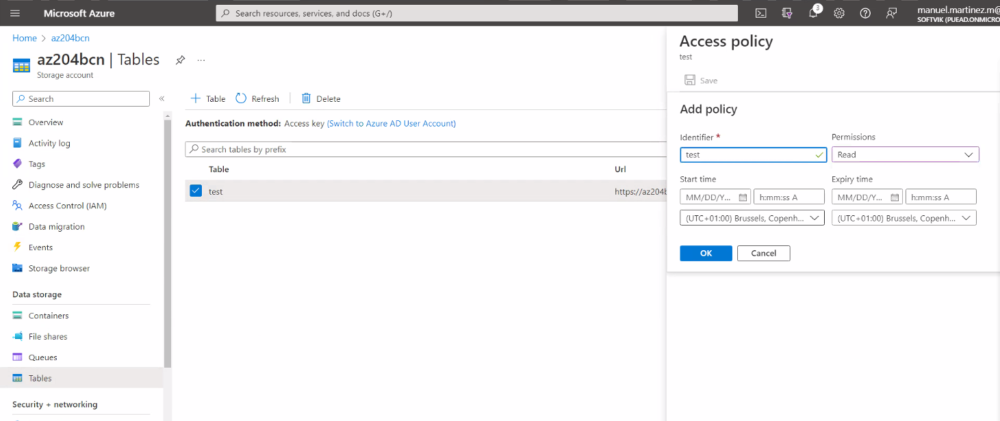 Microsoft Azure
Search resources, services, and docs (G+/)
3
manuel.martinez.m@
SOFTVIK (PUEAD.ONMICRO
Home > az204bcn
az204bcn | Tables
...
Storage account
Search
«
Overview
Activity log
Tags
Diagnose and solve problems
Access Control (IAM)
Data migration
Events
Storage browser
Data storage
Containers
File shares
Queues
Tables
Security + networking
+ Table Refresh Delete
Authentication method: Access key (Switch to Azure AD User Account)
Search tables by prefix
Table Url
test https://az204b
Access policy
test
Save
Add policy
Identifier * Permissions
test Read
Start time Expiry time
MM/DD/Y... h:mm:ss A MM/DD/Y... h:mm:ss A
(UTC+01:00) Brussels, Copenh... (UTC+01:00) Brussels, Copenh...
OK Cancel